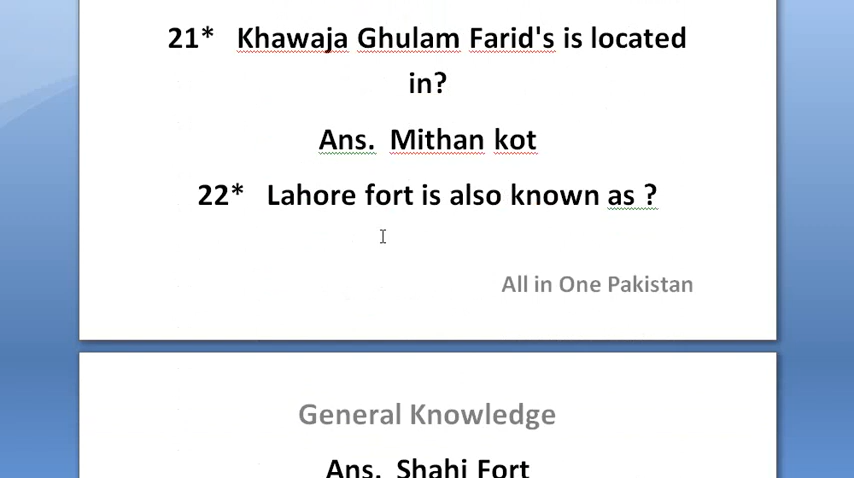 21* Khawaja Ghulam Farid's is located
in?
Ans. Mithan kot
22* Lahore fort is also known as ?
All in One Pakistan
General Knowledge
Ans. Shahi Fort